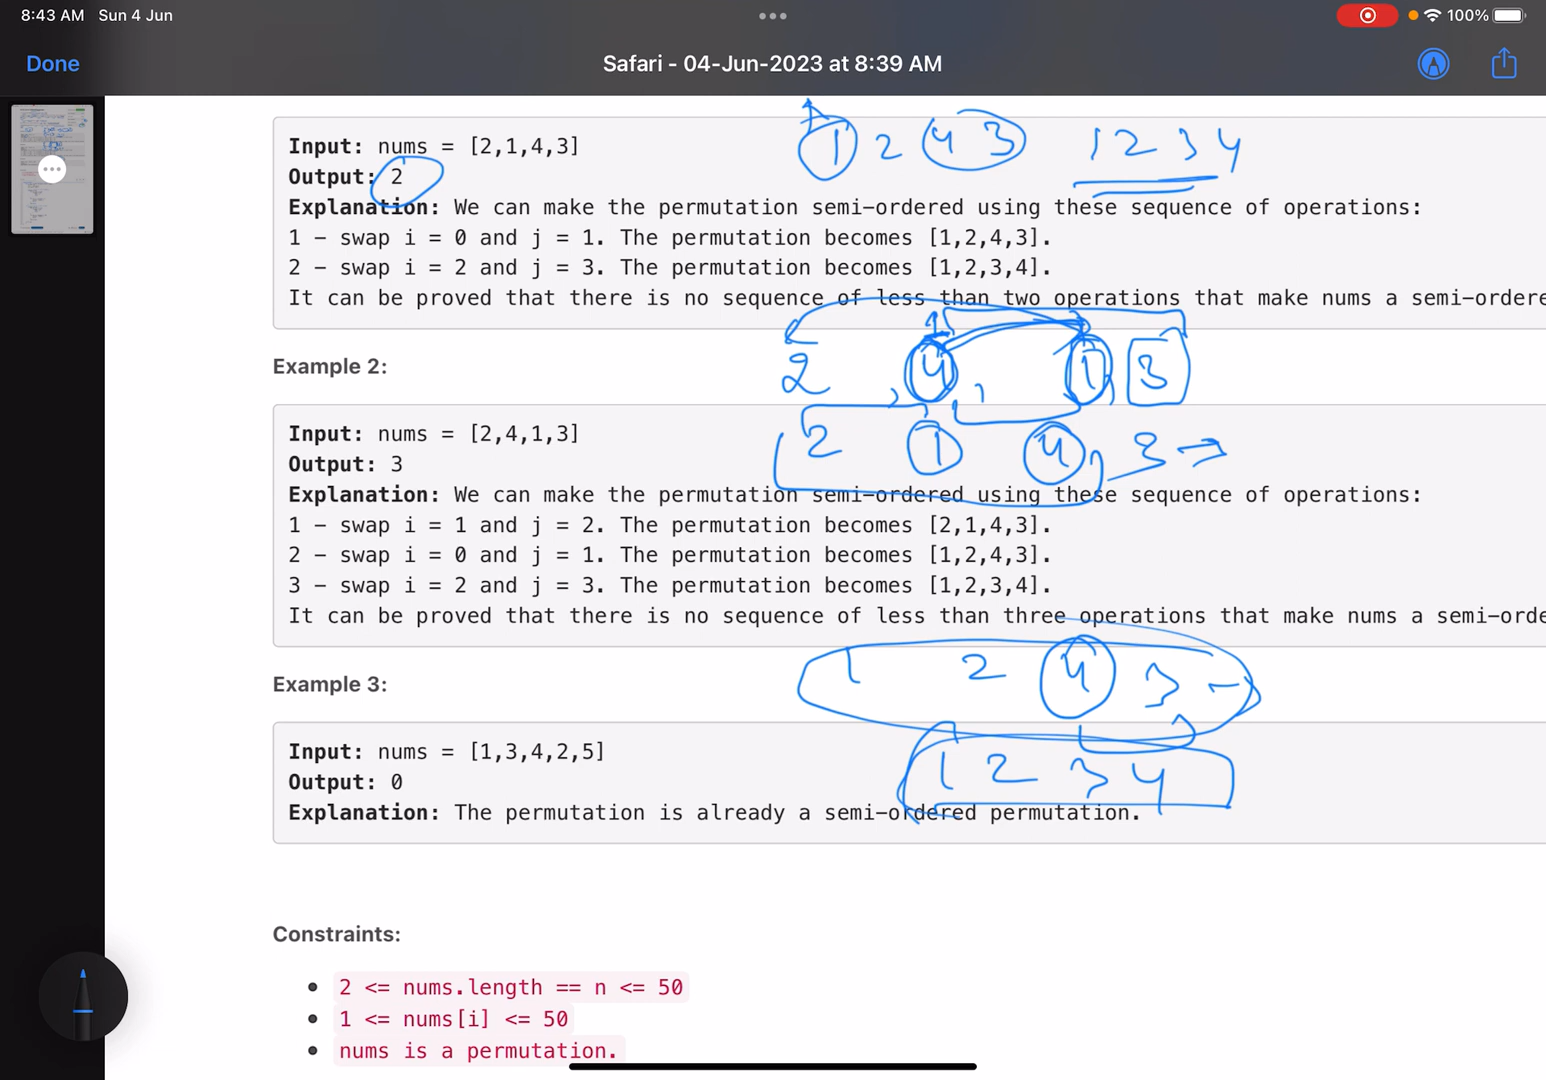 8:43 AM Sun 4 Jun
100%
Done
Safari - 04-Jun-2023 at 8:39 AM
Input: nums = [2,1,4,3]
1 2 4 3 1 2 3 4
Output: 2
Explanation: We can make the permutation semi-ordered using these sequence of operations:
1 - swap i = 0 and j = 1. The permutation becomes [1,2,4,3].
2 - swap i = 2 and j = 3. The permutation becomes [1,2,3,4].
It can be proved that there is no sequence of less than two operations that make nums a semi-ordere
Example 2:
2, 4, 1, 3
Input: nums = [2,4,1,3]
2 1 4, 3
Output: 3
Explanation: We can make the permutation semi-ordered using these sequence of operations:
1 - swap i = 1 and j = 2. The permutation becomes [2,1,4,3].
2 - swap i = 0 and j = 1. The permutation becomes [1,2,4,3].
3 - swap i = 2 and j = 3. The permutation becomes [1,2,3,4].
It can be proved that there is no sequence of less than three operations that make nums a semi-orde
Example 3:
1 2 4 3
Input: nums = [1,3,4,2,5]
1 2 3 4
Output: 0
Explanation: The permutation is already a semi-ordered permutation.
Constraints:
2 <= nums.length == n <= 50
1 <= nums[i] <= 50
nums is a permutation.